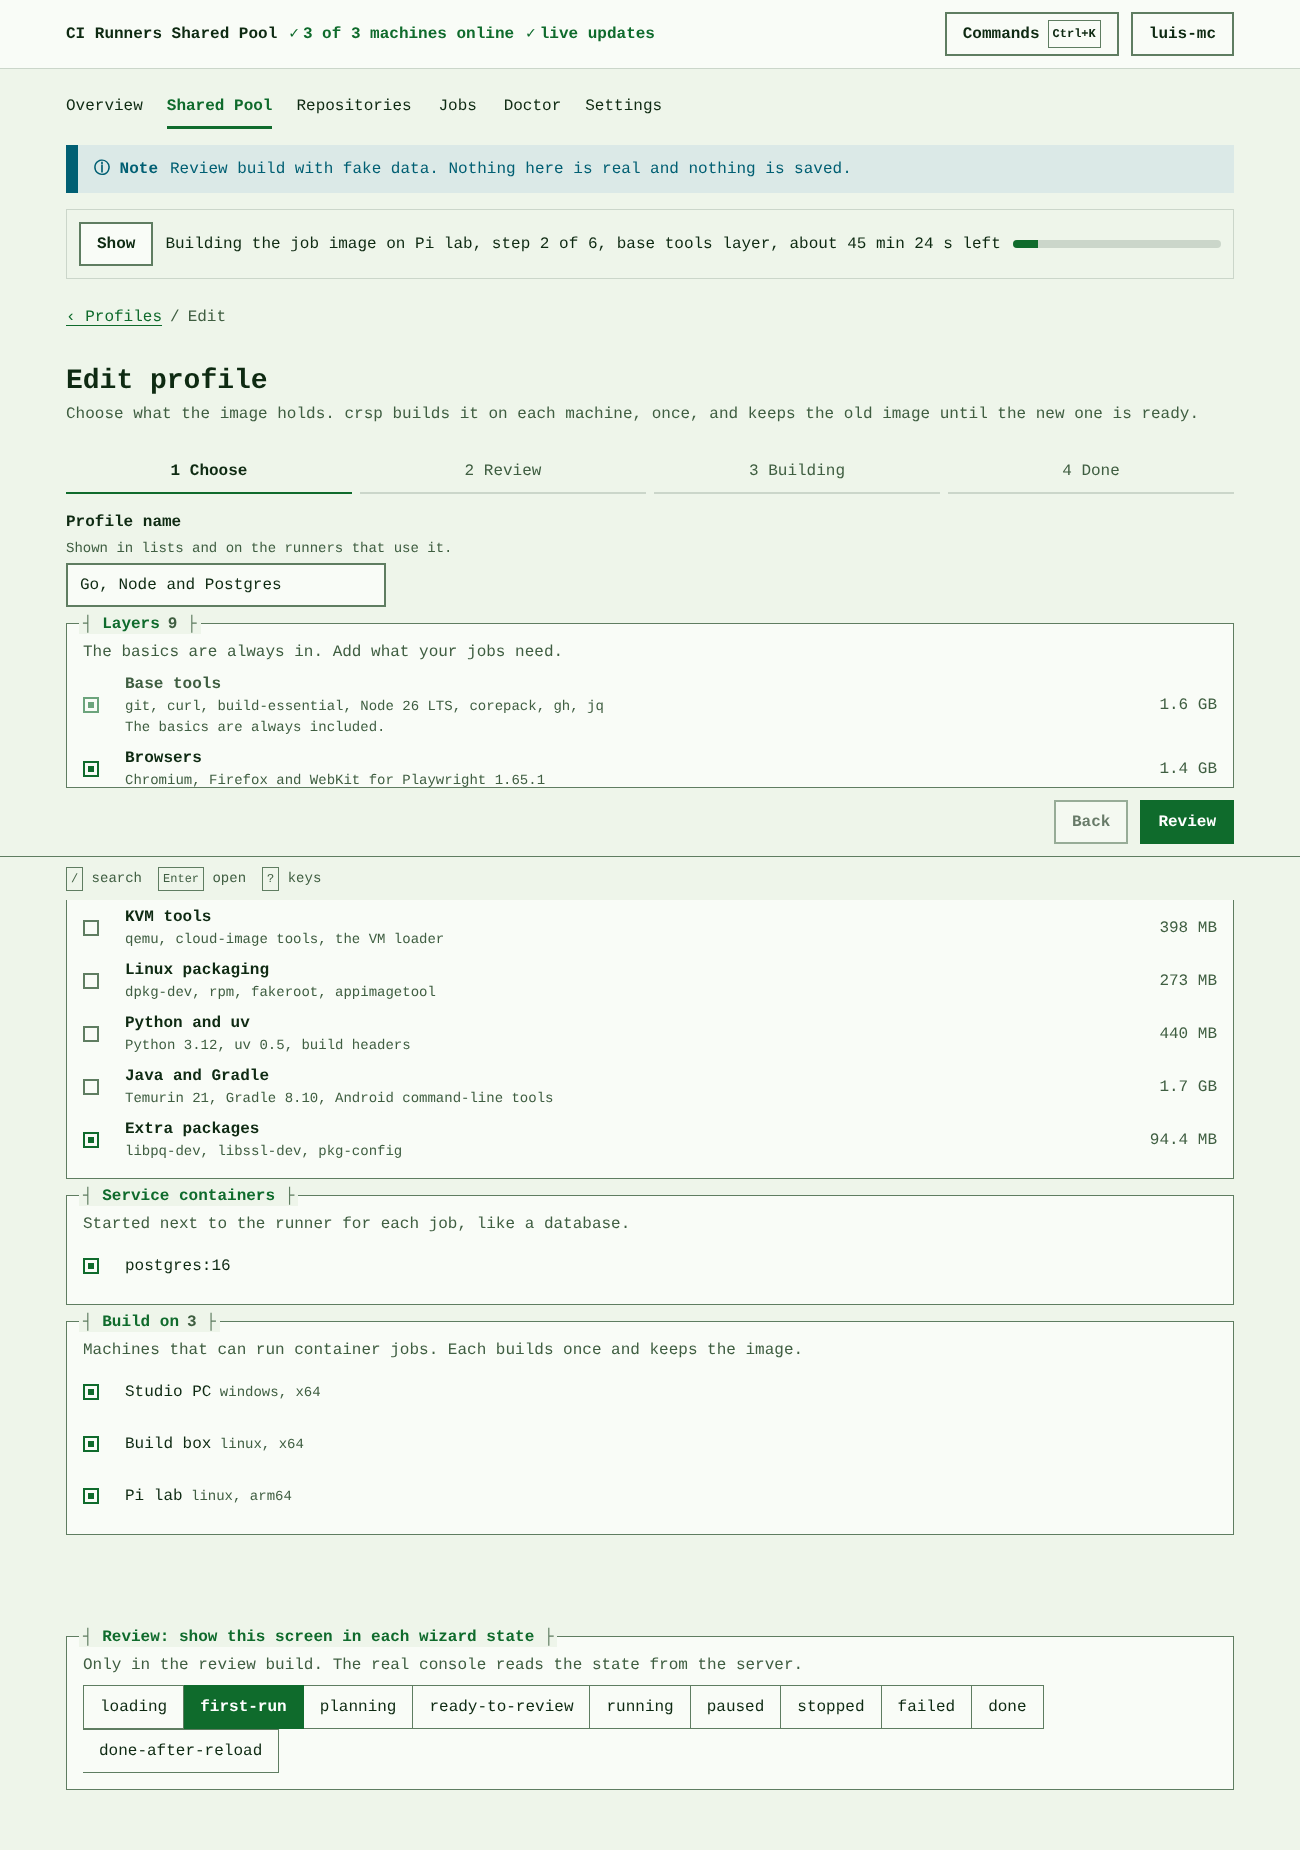 CI Runners Shared Pool ✓ 3 of 3 machines online ✓ live updates
Commands Ctrl+K luis-mc
Overview Shared Pool Repositories Jobs Doctor Settings
ⓘ Note Review build with fake data. Nothing here is real and nothing is saved.
Show Building the job image on Pi lab, step 2 of 6, base tools layer, about 45 min 24 s left
‹ Profiles / Edit
Edit profile
Choose what the image holds. crsp builds it on each machine, once, and keeps the old image until the new one is ready.
1 Choose 2 Review 3 Building 4 Done
Profile name
Shown in lists and on the runners that use it.
Go, Node and Postgres
Layers 9
The basics are always in. Add what your jobs need.
Base tools
git, curl, build-essential, Node 26 LTS, corepack, gh, jq
The basics are always included.
1.6 GB
Browsers
Chromium, Firefox and WebKit for Playwright 1.65.1
1.4 GB
Back Review
/ search Enter open ? keys
KVM tools
qemu, cloud-image tools, the VM loader
398 MB
Linux packaging
dpkg-dev, rpm, fakeroot, appimagetool
273 MB
Python and uv
Python 3.12, uv 0.5, build headers
440 MB
Java and Gradle
Temurin 21, Gradle 8.10, Android command-line tools
1.7 GB
Extra packages
libpq-dev, libssl-dev, pkg-config
94.4 MB
Service containers
Started next to the runner for each job, like a database.
postgres:16
Build on 3
Machines that can run container jobs. Each builds once and keeps the image.
Studio PC windows, x64
Build box linux, x64
Pi lab linux, arm64
Review: show this screen in each wizard state
Only in the review build. The real console reads the state from the server.
loading first-run planning ready-to-review running paused stopped failed done
done-after-reload